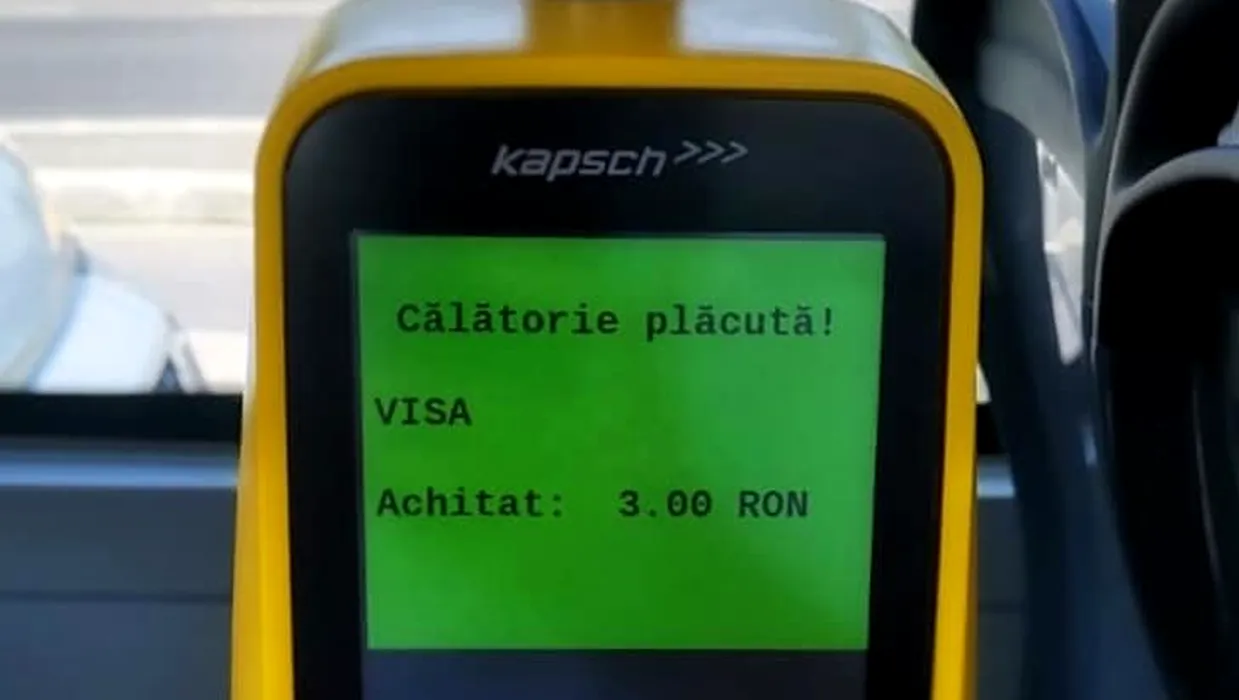 kapsch >>>
Călătorie plăcută!
VISA
Achitat: 3.00 RON